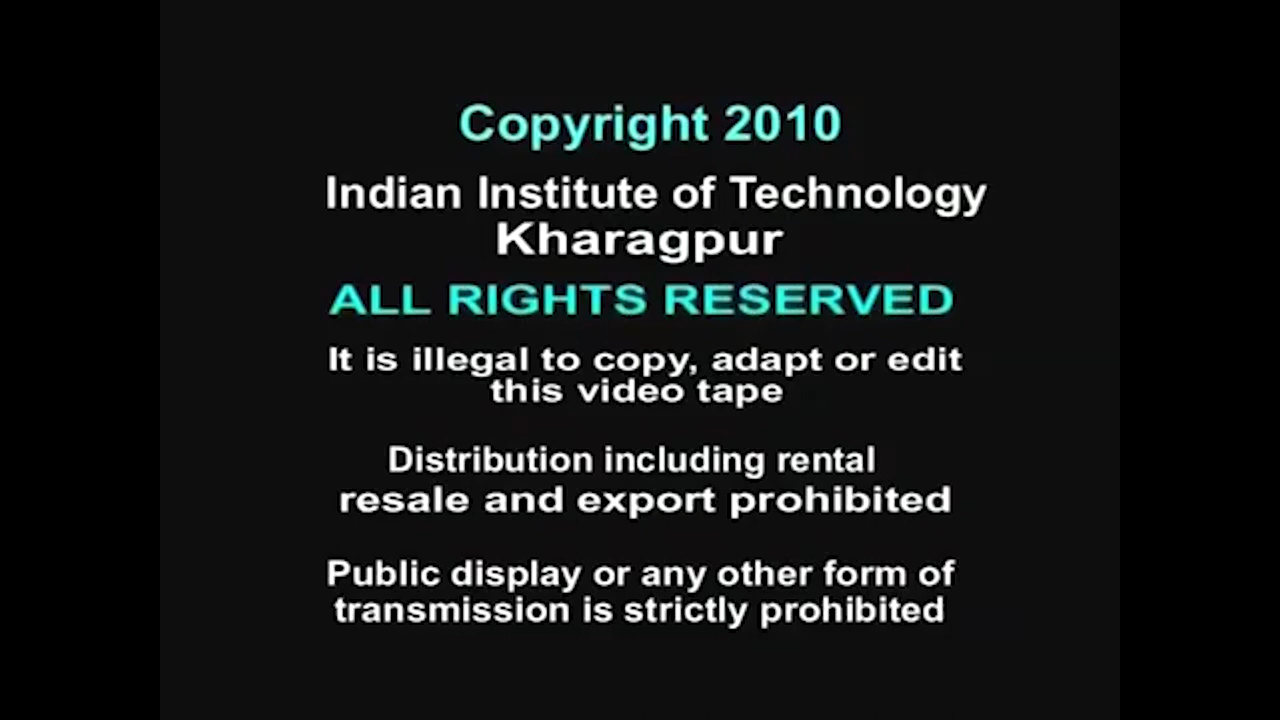 Copyright 2010
Indian Institute of Technology
Kharagpur
ALL RIGHTS RESERVED
It is illegal to copy, adapt or edit
this video tape
Distribution including rental
resale and export prohibited
Public display or any other form of
transmission is strictly prohibited